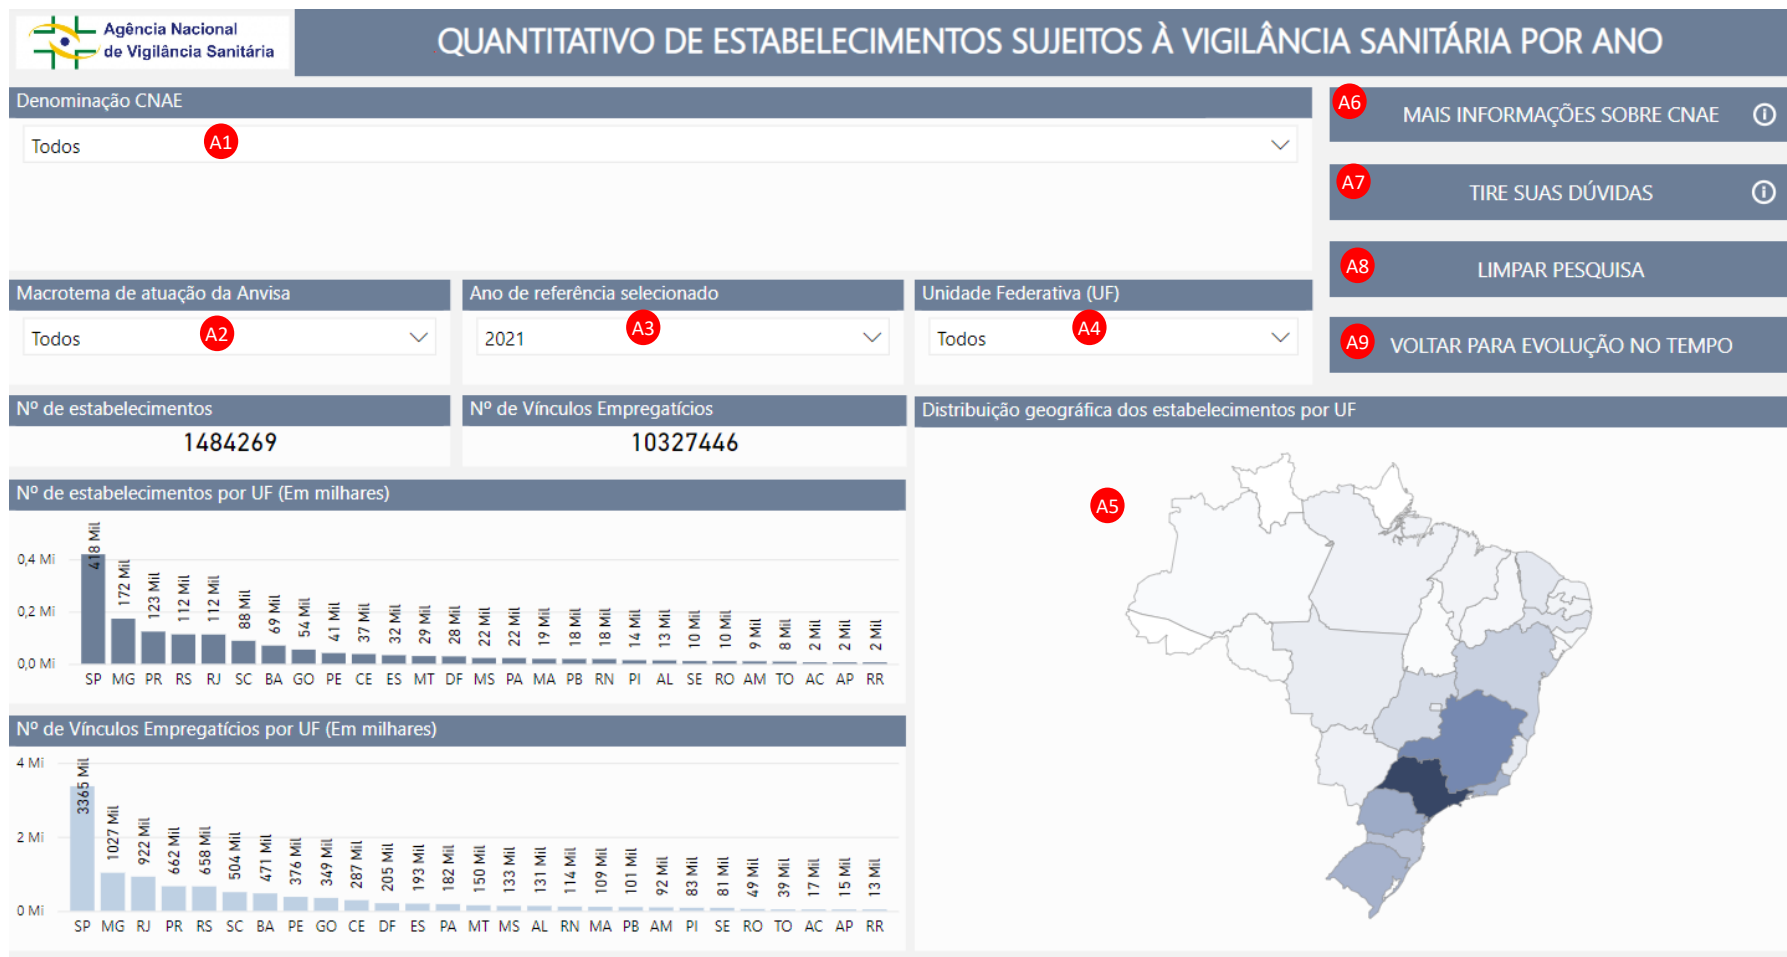 Agência Nacional
de Vigilância Sanitária
QUANTITATIVO DE ESTABELECIMENTOS SUJEITOS À VIGILÂNCIA SANITÁRIA POR ANO
Denominação CNAE
Todos
A1
A6
MAIS INFORMAÇÕES SOBRE CNAE
A7
TIRE SUAS DÚVIDAS
A8
LIMPAR PESQUISA
A9
VOLTAR PARA EVOLUÇÃO NO TEMPO
Macrotema de atuação da Anvisa
Todos
A2
Ano de referência selecionado
2021
A3
Unidade Federativa (UF)
Todos
A4
Nº de estabelecimentos
1484269
Nº de Vínculos Empregatícios
10327446
Distribuição geográfica dos estabelecimentos por UF
A5
Nº de estabelecimentos por UF (Em milhares)
0,4 Mi
0,2 Mi
0,0 Mi
418 Mil
172 Mil
123 Mil
112 Mil
112 Mil
88 Mil
69 Mil
54 Mil
41 Mil
37 Mil
32 Mil
29 Mil
28 Mil
22 Mil
22 Mil
19 Mil
18 Mil
18 Mil
14 Mil
13 Mil
10 Mil
10 Mil
9 Mil
8 Mil
2 Mil
2 Mil
2 Mil
SP MG PR RS RJ SC BA GO PE CE ES MT DF MS PA MA PB RN PI AL SE RO AM TO AC AP RR
Nº de Vínculos Empregatícios por UF (Em milhares)
4 Mi
2 Mi
0 Mi
3365 Mil
1027 Mil
922 Mil
662 Mil
658 Mil
504 Mil
471 Mil
376 Mil
349 Mil
287 Mil
205 Mil
193 Mil
182 Mil
150 Mil
133 Mil
131 Mil
114 Mil
109 Mil
101 Mil
92 Mil
83 Mil
81 Mil
49 Mil
39 Mil
17 Mil
15 Mil
13 Mil
SP MG RJ PR RS SC BA PE GO CE DF ES PA MT MS AL RN MA PB AM PI SE RO TO AC AP RR